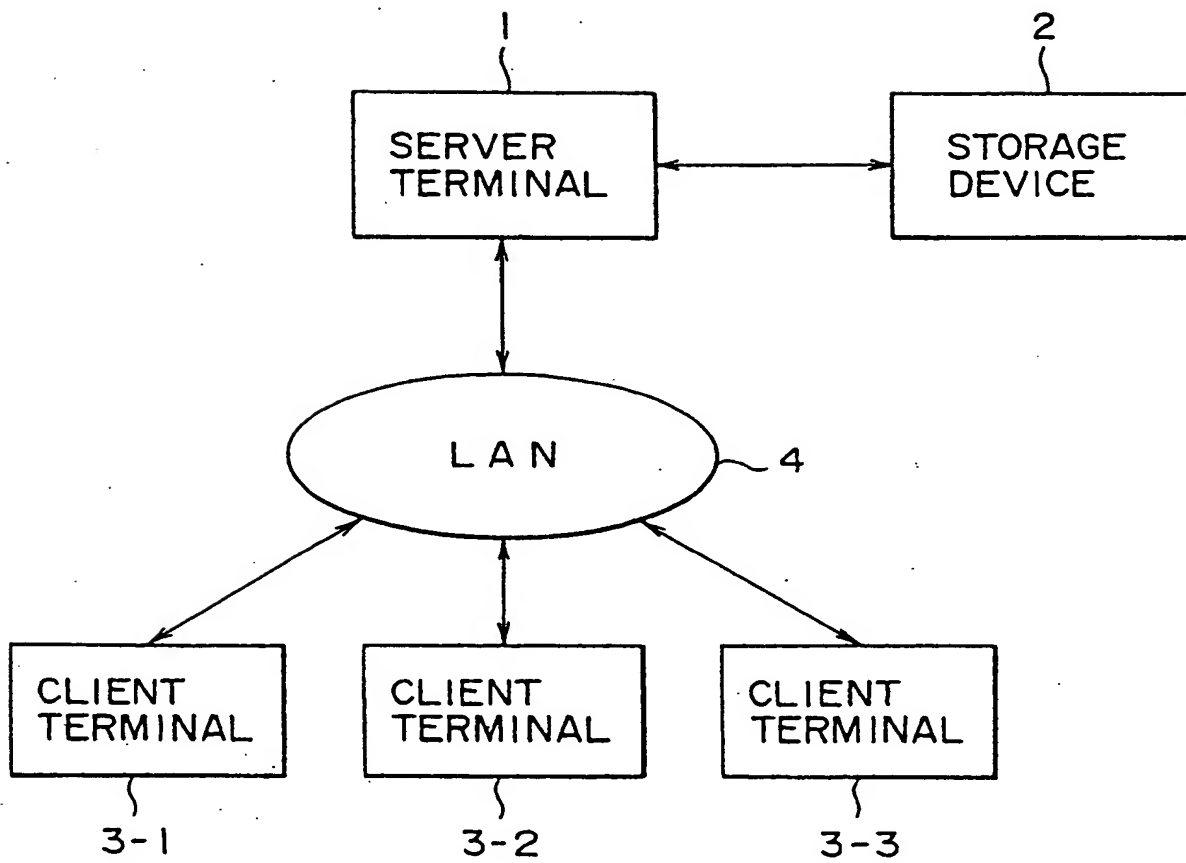 1
2
SERVER
TERMINAL
STORAGE
DEVICE
LAN
4
CLIENT
TERMINAL
CLIENT
TERMINAL
CLIENT
TERMINAL
3-1
3-2
3-3